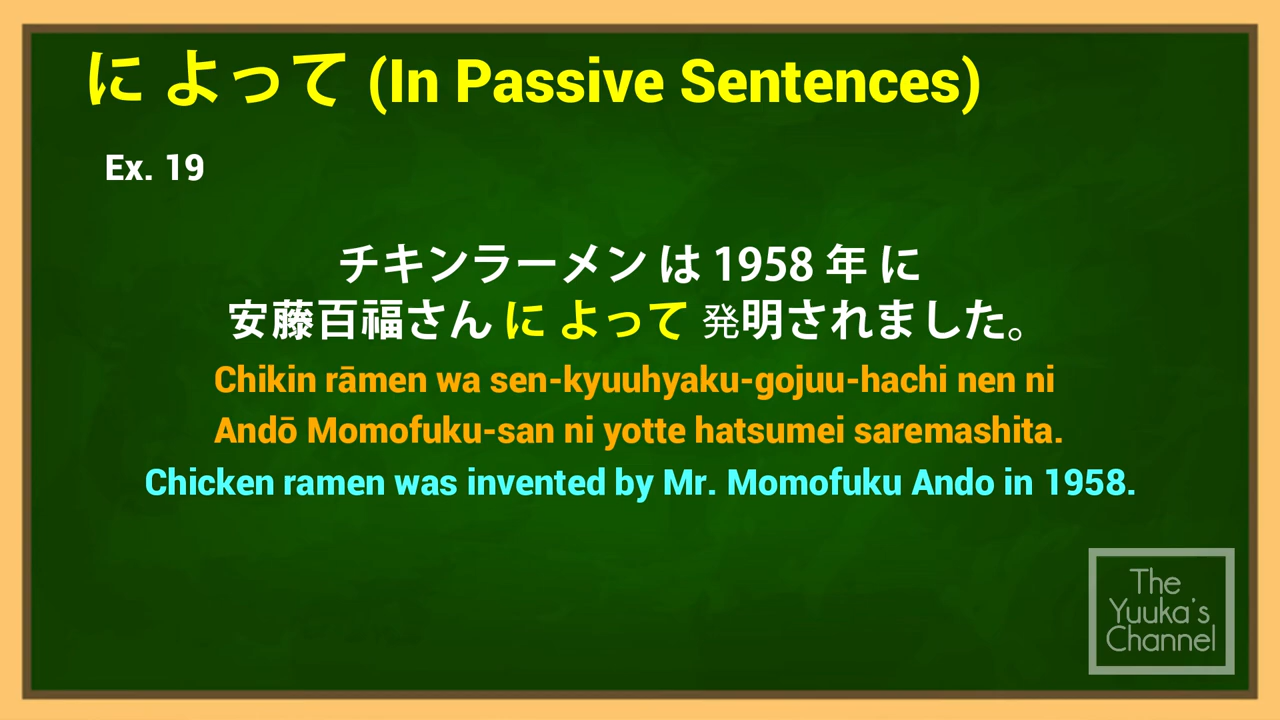 に よって (In Passive Sentences)
Ex. 19
チキンラーメン は 1958 年 に
安藤百福さん に よって 発明されました。
Chikin rāmen wa sen-kyuuhyaku-gojuu-hachi nen ni
Andō Momofuku-san ni yotte hatsumei saremashita.
Chicken ramen was invented by Mr. Momofuku Ando in 1958.
The
Yuuka's
Channel